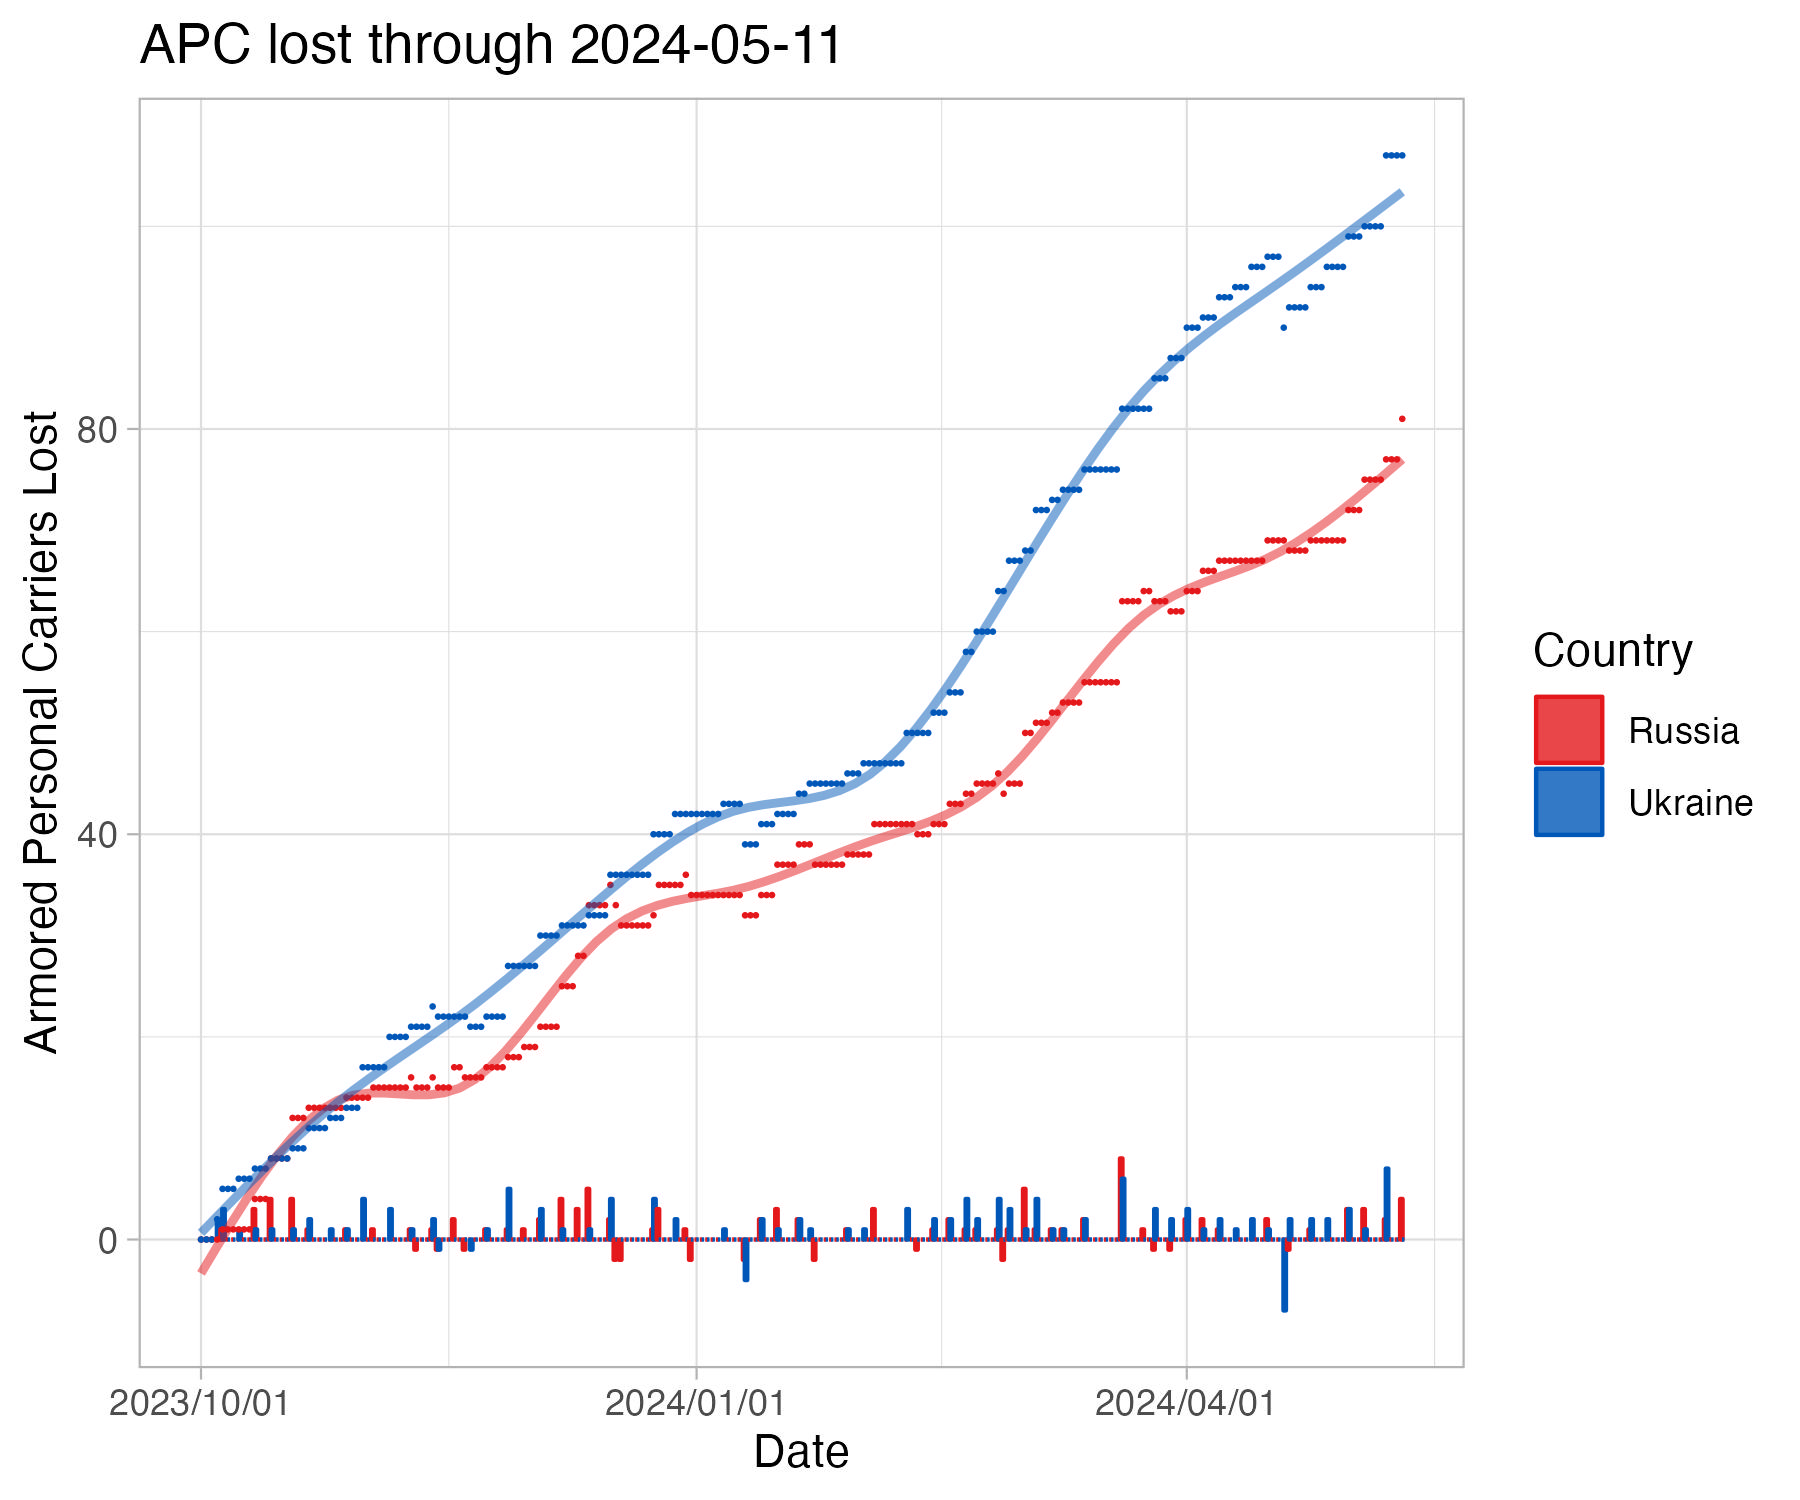 APC lost through 2024-05-11
Armored Personal Carriers Lost
80
40
0
2023/10/01
2024/01/01
2024/04/01
Date
Country
Russia
Ukraine